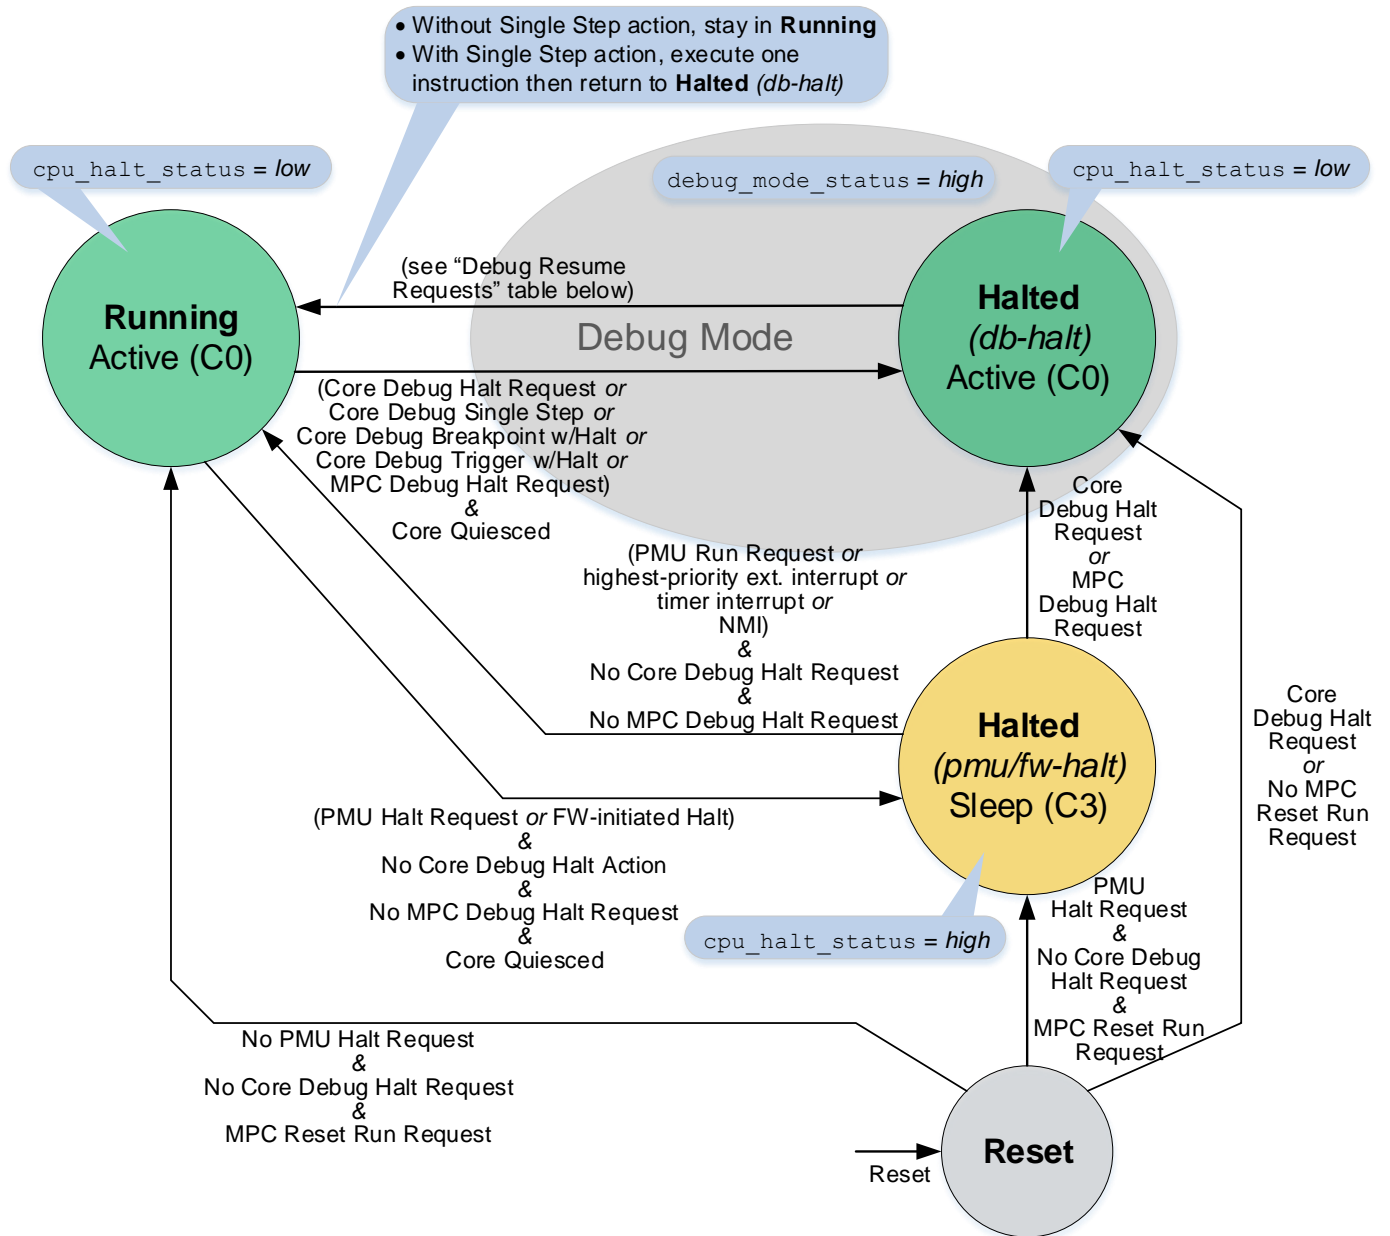 • Without Single Step action, stay in Running
• With Single Step action, execute one
instruction then return to Halted (db-halt)
cpu_halt_status = low
debug_mode_status = high
cpu_halt_status = low
(see “Debug Resume
Requests” table below)
Running
Active (C0)
Debug Mode
Halted
(db-halt)
Active (C0)
(Core Debug Halt Request or
Core Debug Single Step or
Core Debug Breakpoint w/Halt or
Core Debug Trigger w/Halt or
MPC Debug Halt Request)
&
Core Quiesced
Core
Debug Halt
Request
or
MPC
Debug Halt
Request
(PMU Run Request or
highest-priority ext. interrupt or
timer interrupt or
NMI)
&
No Core Debug Halt Request
&
No MPC Debug Halt Request
Core
Debug Halt
Request
or
No MPC
Reset Run
Request
Halted
(pmu/fw-halt)
Sleep (C3)
(PMU Halt Request or FW-initiated Halt)
&
No Core Debug Halt Action
&
No MPC Debug Halt Request
&
Core Quiesced
cpu_halt_status = high
PMU
Halt Request
&
No Core Debug
Halt Request
&
MPC Reset Run
Request
No PMU Halt Request
&
No Core Debug Halt Request
&
MPC Reset Run Request
Reset
Reset